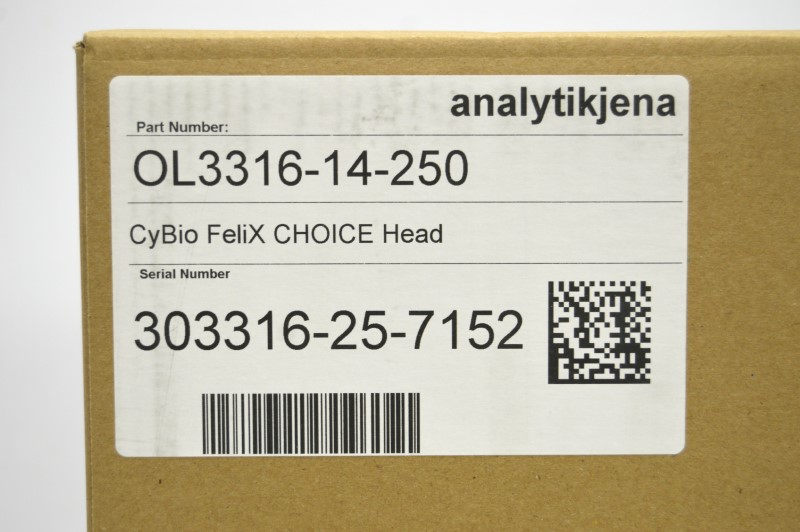 analytikjena
Part Number:
OL3316-14-250
CyBio FeliX CHOICE Head
Serial Number
303316-25-7152